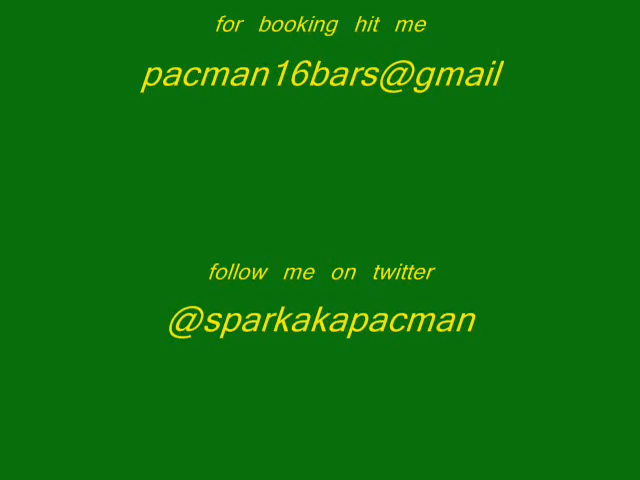 for booking hit me
pacman16bars@gmail
follow me on twitter
@sparkakapacman